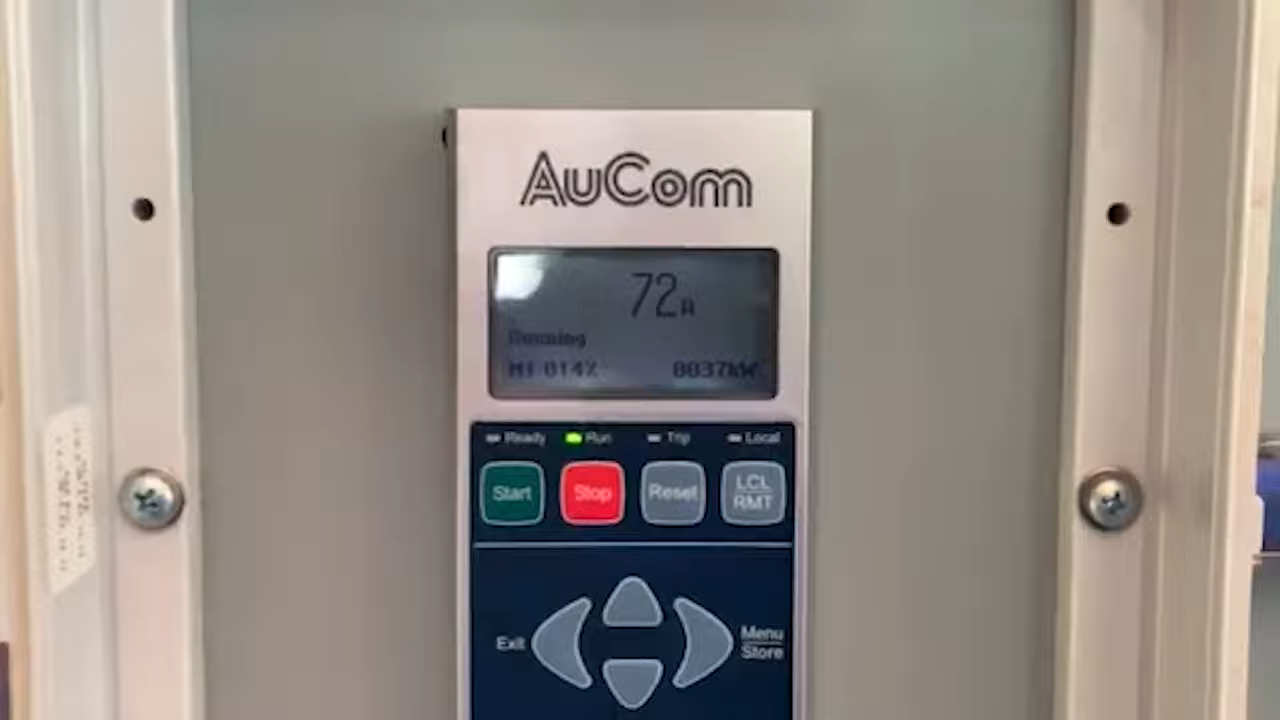 AuCom
72A
Running
M1 014% 0037kW
Ready Run Trip Local
Start Stop Reset LCL
RMT
Exit Menu
Store